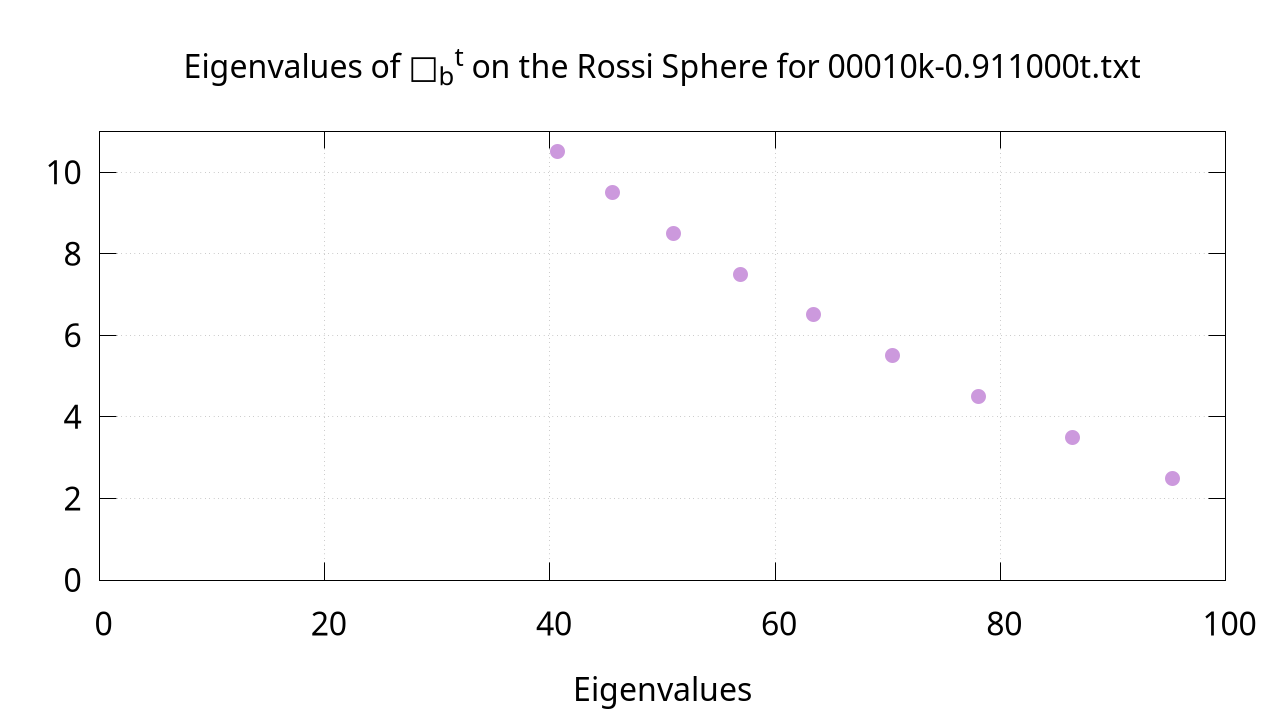 Eigenvalues of □b^t on the Rossi Sphere for 00010k-0.911000t.txt
10
8
6
4
2
0
0 20 40 60 80 100
Eigenvalues